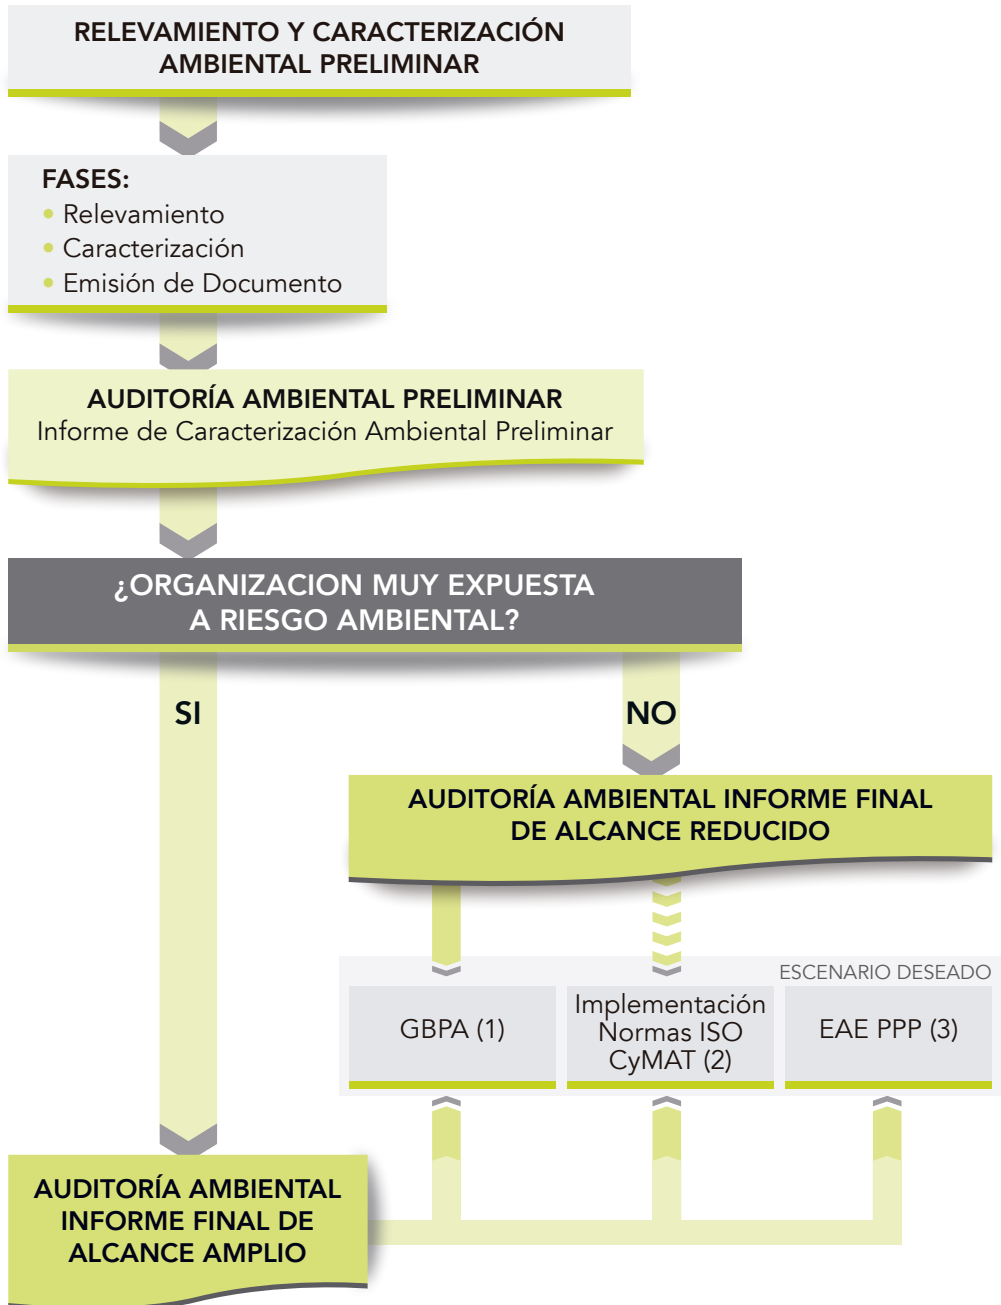 RELEVAMIENTO Y CARACTERIZACIÓN
AMBIENTAL PRELIMINAR
FASES:
• Relevamiento
• Caracterización
• Emisión de Documento
AUDITORÍA AMBIENTAL PRELIMINAR
Informe de Caracterización Ambiental Preliminar
¿ORGANIZACION MUY EXPUESTA
A RIESGO AMBIENTAL?
SI
NO
AUDITORÍA AMBIENTAL INFORME FINAL
DE ALCANCE REDUCIDO
ESCENARIO DESEADO
GBPA (1)
Implementación
Normas ISO
CyMAT (2)
EAE PPP (3)
AUDITORÍA AMBIENTAL
INFORME FINAL DE
ALCANCE AMPLIO